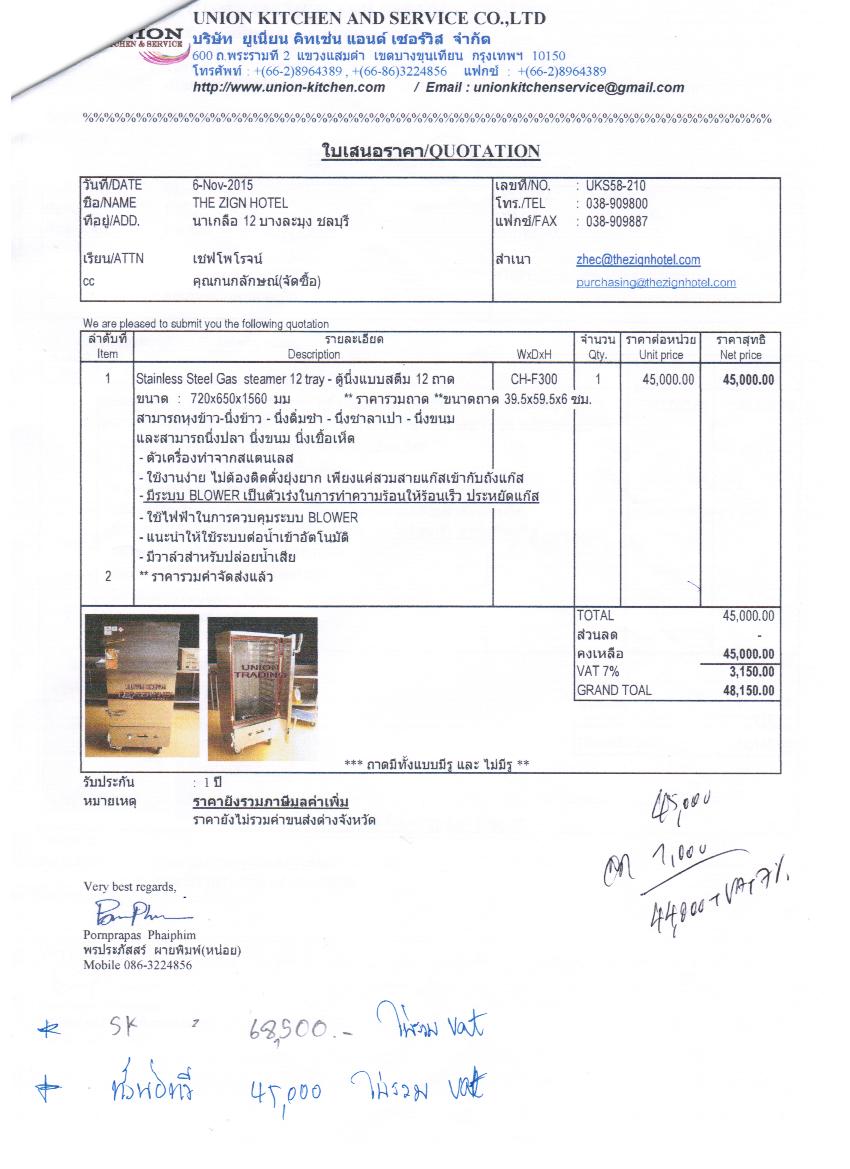 UNION KITCHEN AND SERVICE CO.,LTD
บริษัท ยูเนี่ยน คิทเช่น แอนด์ เซอร์วิส จำกัด
600 ถ.พระรามที่ 2 แขวงแสมดำ เขตบางขุนเทียน กรุงเทพฯ 10150
โทรศัพท์ : +(66-2)8964389 , +(66-86)3224856 แฟกซ์ : +(66-2)8964389
http://www.union-kitchen.com / Email : unionkitchenservice@gmail.com
ใบเสนอราคา/QUOTATION
วันที่/DATE 6-Nov-2015 เลขที่/NO. : UKS58-210
ชื่อ/NAME THE ZIGN HOTEL โทร./TEL : 038-909800
ที่อยู่/ADD. นาเกลือ 12 บางละมุง ชลบุรี แฟกซ์/FAX : 038-909887
เรียน/ATTN เชฟโพโรจน์ สำเนา zhec@thezignhotel.com
cc คุณกนกลักษณ์(จัดซื้อ) purchasing@thezignhotel.com
We are pleased to submit you the following quotation
ลำดับที่ รายละเอียด จำนวน ราคาต่อหน่วย ราคาสุทธิ
Item Description WxDxH Qty. Unit price Net price
1 Stainless Steel Gas steamer 12 tray - ตู้นึ่งแบบสตีม 12 ถาด CH-F300 1 45,000.00 45,000.00
ขนาด : 720x650x1560 มม ** ราคารวมถาด **ขนาดถาด 39.5x59.5x6 ซม.
สามารถหุงข้าว-นึ่งข้าว - นึ่งติ่มซำ - นึ่งซาลาเปา - นึ่งขนม
และสามารถนึ่งปลา นึ่งขนม นึ่งเชื้อเห็ด
- ตัวเครื่องทำจากสแตนเลส
- ใช้งานง่าย ไม่ต้องติดตั้งยุ่งยาก เพียงแค่สวมสายแก๊สเข้ากับถังแก๊ส
- มีระบบ BLOWER เป็นตัวเร่งในการทำความร้อนให้ร้อนเร็ว ประหยัดแก๊ส
- ใช้ไฟฟ้าในการควบคุมระบบ BLOWER
- แนะนำให้ใช้ระบบต่อน้ำเข้าอัตโนมัติ
- มีวาล์วสำหรับปล่อยน้ำเสีย
2 ** ราคารวมค่าจัดส่งแล้ว
TOTAL 45,000.00
ส่วนลด -
คงเหลือ 45,000.00
VAT 7% 3,150.00
GRAND TOAL 48,150.00
UNION
TRADING
*** ถาดมีทั้งแบบมีรู และ ไม่มีรู **
รับประกัน : 1 ปี
หมายเหตุ ราคายังรวมภาษีมูลค่าเพิ่ม
ราคายังไม่รวมค่าขนส่งต่างจังหวัด
45,000
ลด 1,000
44,000 + VAT 7%
Very best regards,
Pornprapas Phaiphim
พรประภัสสร์ ผายพิมพ์(หน่อย)
Mobile 086-3224856
* SK : 68,500.- ไม่รวม vat
45,000 ไม่รวม vat